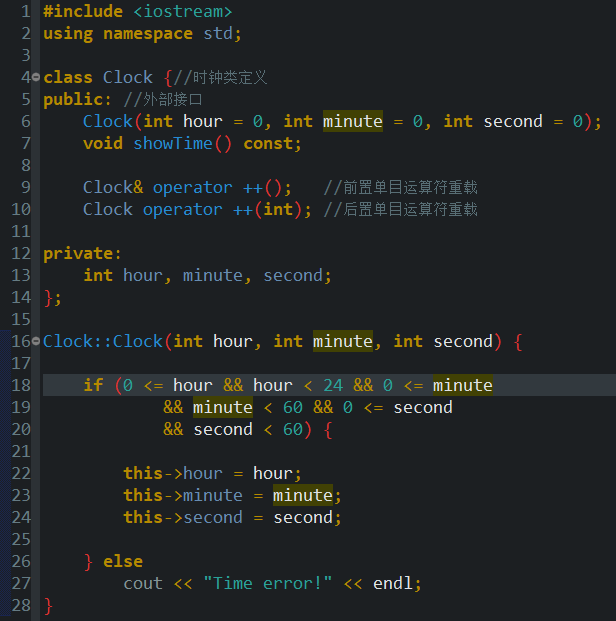 1 #include <iostream>
2 using namespace std;
3
4 class Clock {//时钟类定义
5 public: //外部接口
6     Clock(int hour = 0, int minute = 0, int second = 0);
7     void showTime() const;
8
9     Clock& operator ++();   //前置单目运算符重载
10     Clock operator ++(int); //后置单目运算符重载
11
12 private:
13     int hour, minute, second;
14 };
15
16 Clock::Clock(int hour, int minute, int second) {
17
18     if (0 <= hour && hour < 24 && 0 <= minute
19             && minute < 60 && 0 <= second
20             && second < 60) {
21
22         this->hour = hour;
23         this->minute = minute;
24         this->second = second;
25
26     } else
27         cout << "Time error!" << endl;
28 }